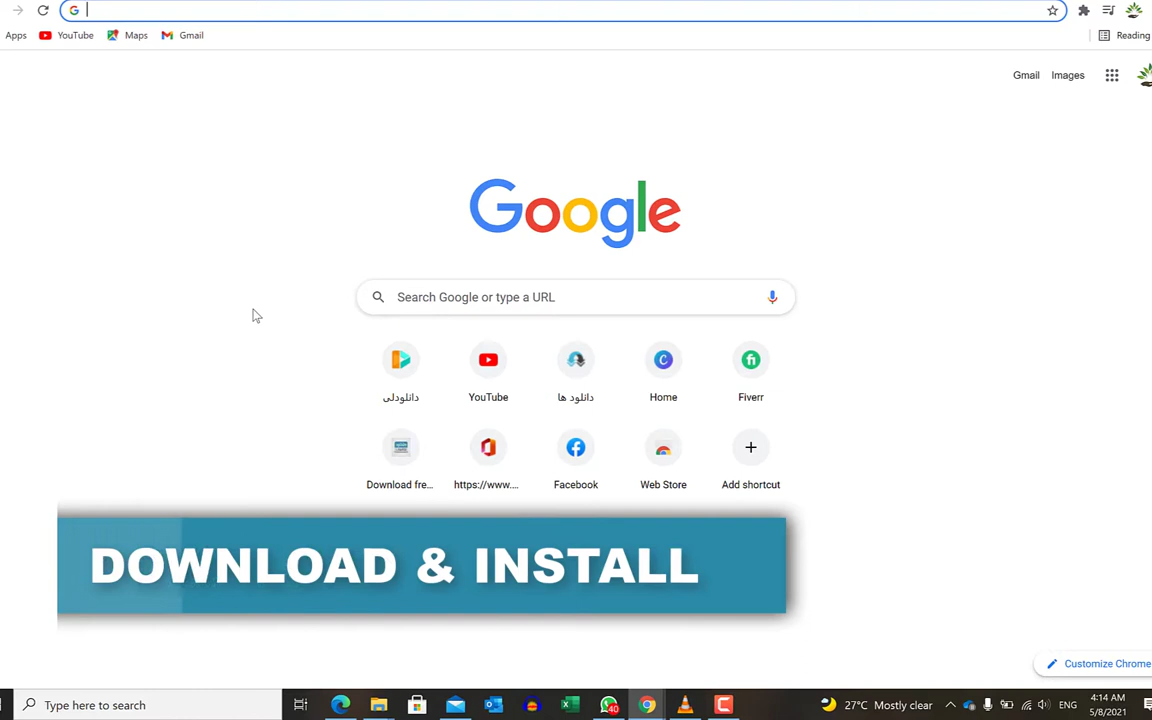 Apps YouTube Maps Gmail Reading
Gmail Images
Google
Search Google or type a URL
دانلودلی YouTube دانلود ها Home Fiverr
Download fre... https://www.... Facebook Web Store Add shortcut
DOWNLOAD & INSTALL
Customize Chrome
Type here to search 40 27°C Mostly clear ENG 4:14 AM
5/8/2021